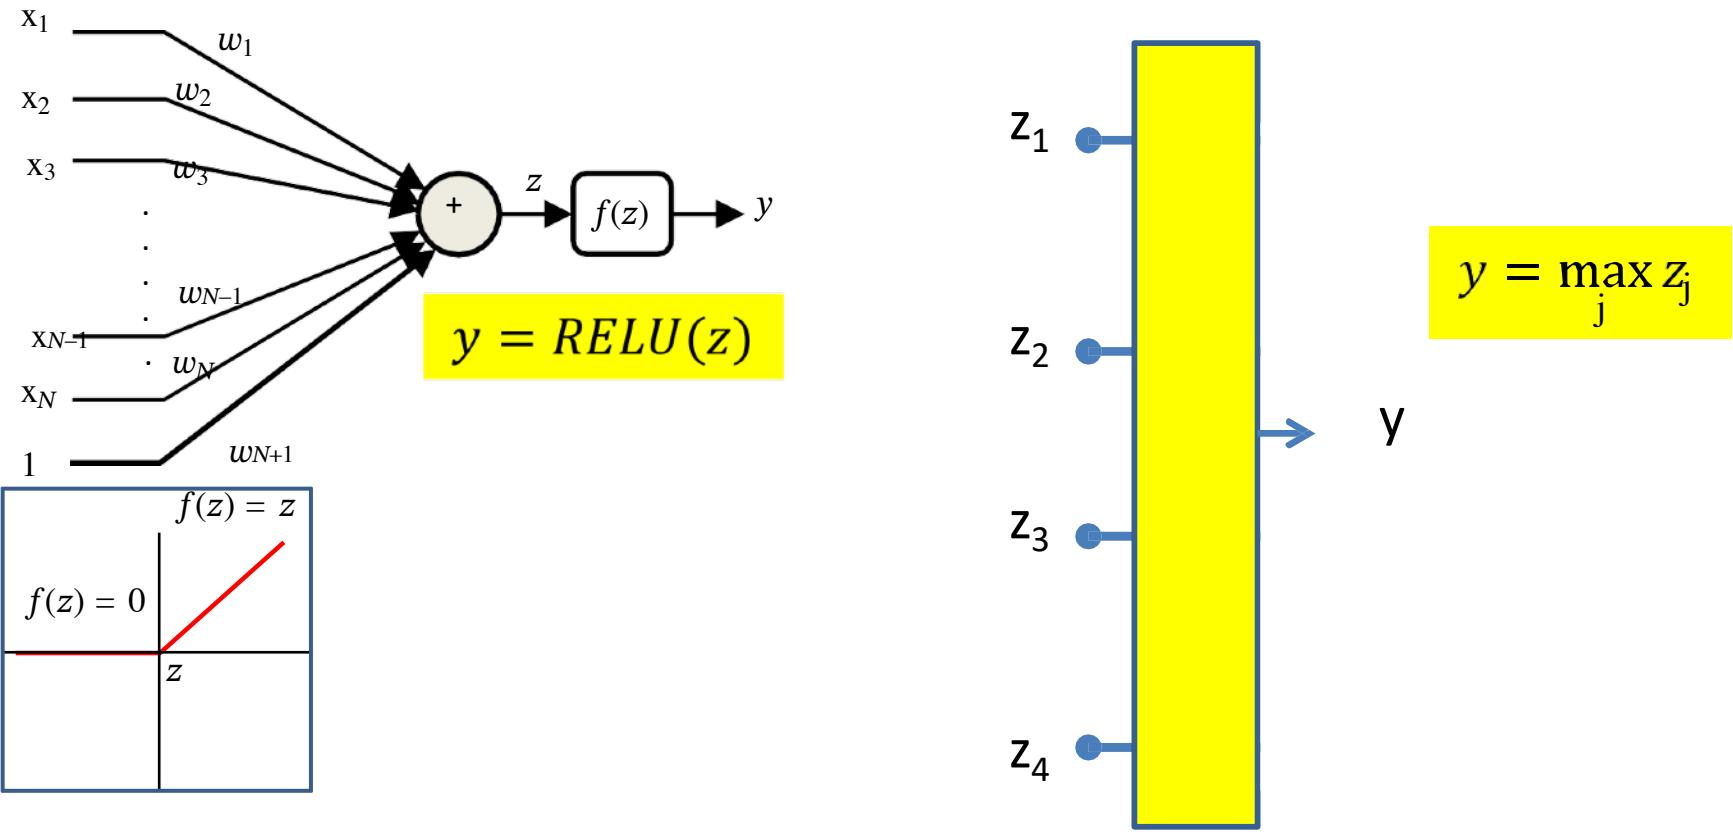 x₁
w₁
x₂
w₂
x₃
w₃
+
z
f(z)
y
.
.
.
.
.
wN–1
xN–1
wN
xN
wN+1
1
y = RELU(z)
f(z) = z
f(z) = 0
z
z₁
z₂
z₃
z₄
y = max zj
j
y